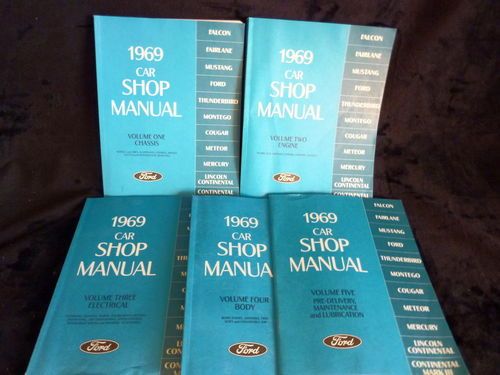 1969
CAR
SHOP
MANUAL
VOLUME ONE
CHASSIS
Ford
FALCON
FAIRLANE
MUSTANG
FORD
THUNDERBIRD
MONTEGO
COUGAR
METEOR
MERCURY
LINCOLN
CONTINENTAL
CONTINENTAL
1969
CAR
SHOP
MANUAL
VOLUME TWO
ENGINE
Ford
FALCON
FAIRLANE
MUSTANG
FORD
THUNDERBIRD
MONTEGO
COUGAR
METEOR
MERCURY
LINCOLN
CONTINENTAL
CONTINENTAL
1969
CAR
SHOP
MANUAL
VOLUME THREE
ELECTRICAL
Ford
1969
CAR
SHOP
MANUAL
VOLUME FOUR
BODY
Ford
1969
CAR
SHOP
MANUAL
VOLUME FIVE
PRE-DELIVERY,
MAINTENANCE
and LUBRICATION
Ford
FALCON
FAIRLANE
MUSTANG
FORD
THUNDERBIRD
MONTEGO
COUGAR
METEOR
MERCURY
LINCOLN
CONTINENTAL
CONTINENTAL
MARK III